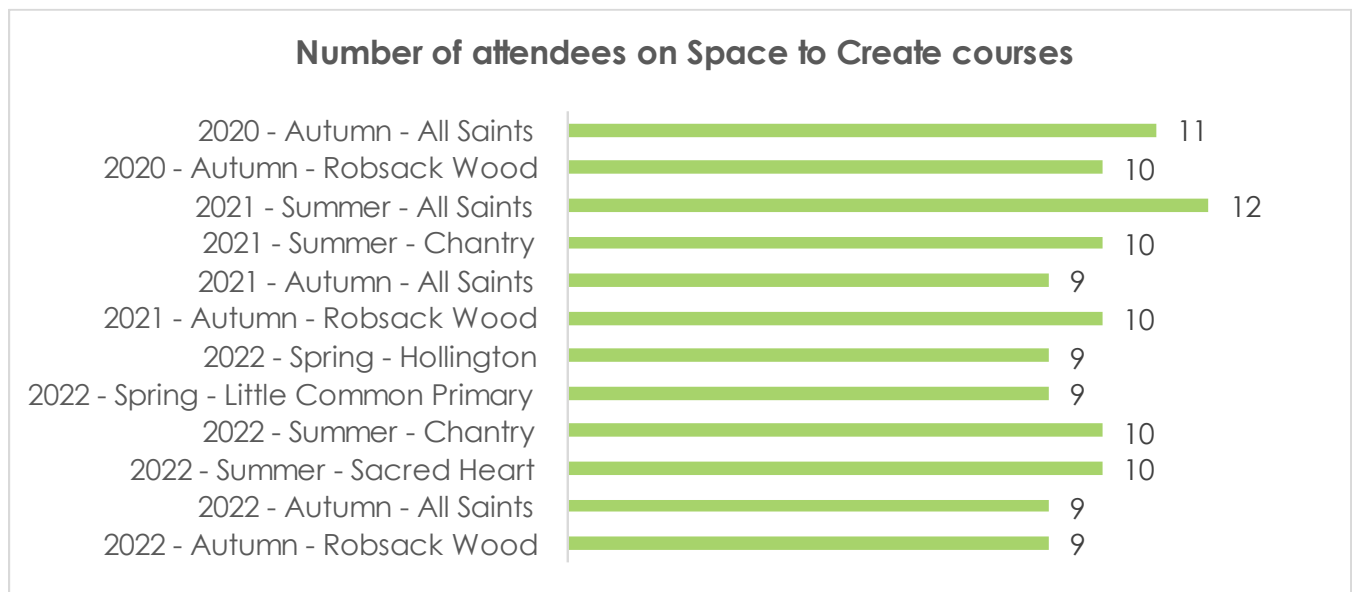 Number of attendees on Space to Create courses
2020 - Autumn - All Saints 11
2020 - Autumn - Robsack Wood 10
2021 - Summer - All Saints 12
2021 - Summer - Chantry 10
2021 - Autumn - All Saints 9
2021 - Autumn - Robsack Wood 10
2022 - Spring - Hollington 9
2022 - Spring - Little Common Primary 9
2022 - Summer - Chantry 10
2022 - Summer - Sacred Heart 10
2022 - Autumn - All Saints 9
2022 - Autumn - Robsack Wood 9